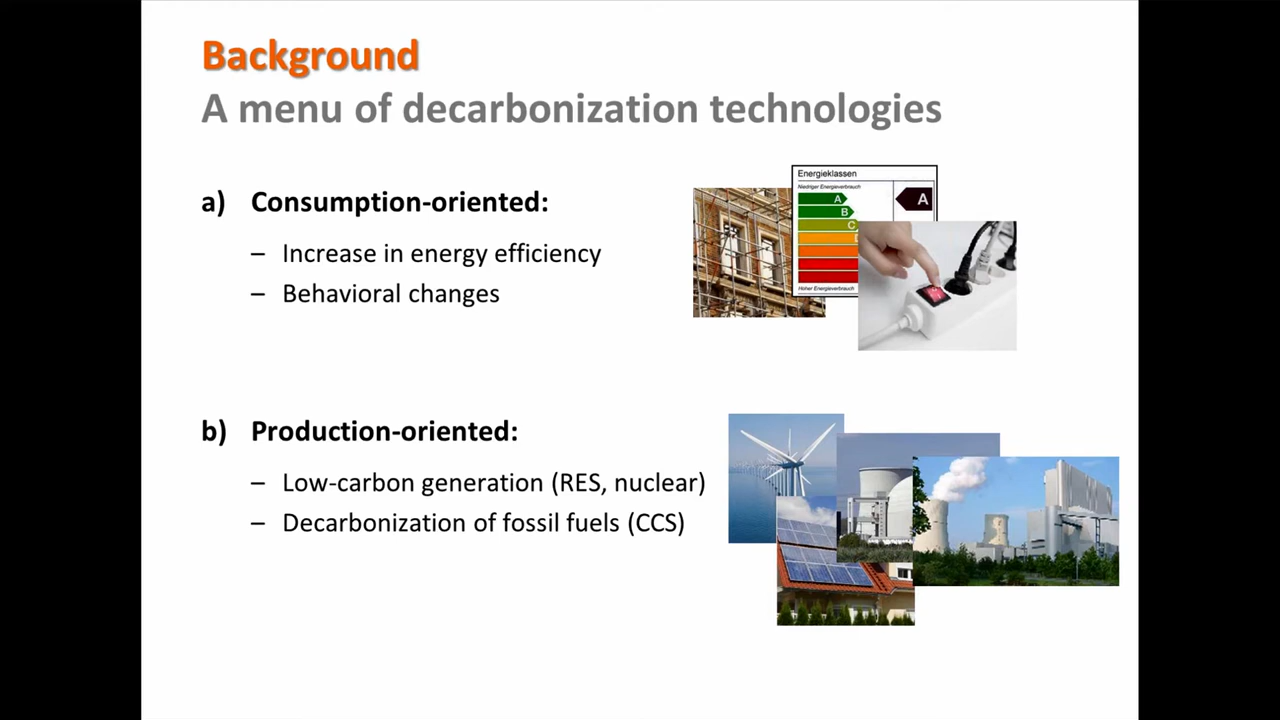 Background
A menu of decarbonization technologies
a) Consumption-oriented:
– Increase in energy efficiency
– Behavioral changes
Energieklassen
Niedriger Energieverbrauch
A
A
B
C
Hoher Energieverbrauch
b) Production-oriented:
– Low-carbon generation (RES, nuclear)
– Decarbonization of fossil fuels (CCS)